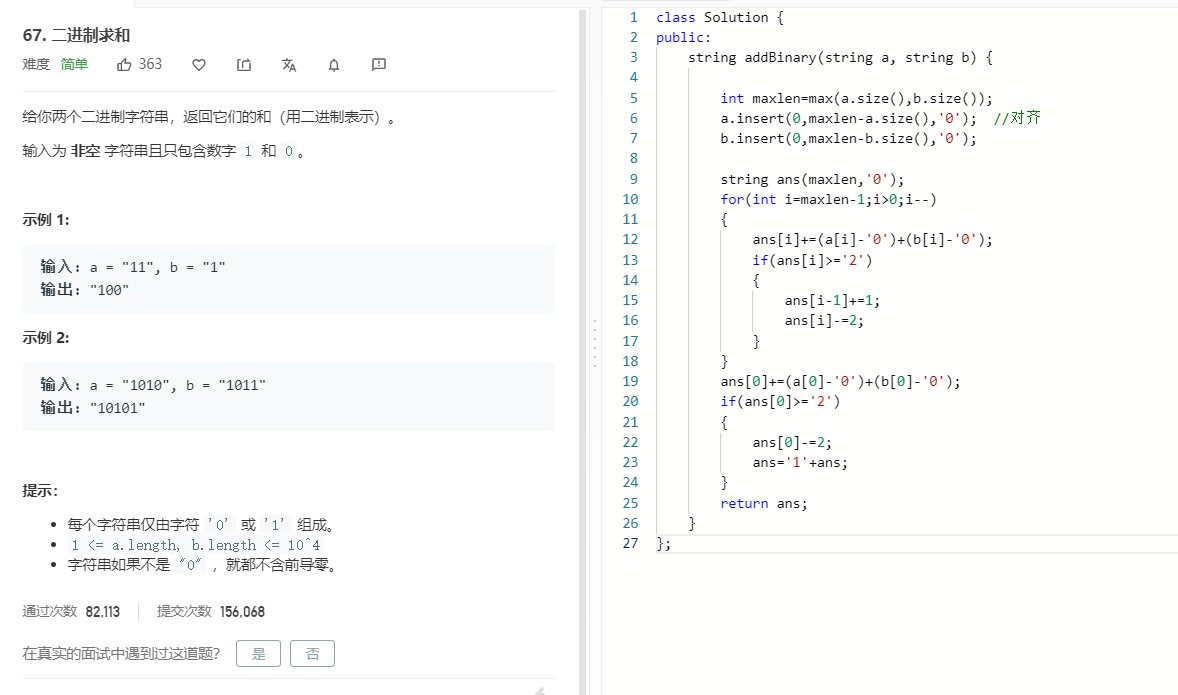 67. 二进制求和
难度 简单 363
给你两个二进制字符串，返回它们的和（用二进制表示）。
输入为 非空 字符串且只包含数字 1 和 0。
示例 1:
输入: a = "11", b = "1"
输出: "100"
示例 2:
输入: a = "1010", b = "1011"
输出: "10101"
提示：
每个字符串仅由字符 '0' 或 '1' 组成。
1 <= a.length, b.length <= 10^4
字符串如果不是 "0" ，就都不含前导零。
通过次数 82,113 提交次数 156,068
在真实的面试中遇到过这道题? 是 否
1 class Solution {
2 public:
3 string addBinary(string a, string b) {
4
5 int maxlen=max(a.size(),b.size());
6 a.insert(0,maxlen-a.size(),'0'); //对齐
7 b.insert(0,maxlen-b.size(),'0');
8
9 string ans(maxlen,'0');
10 for(int i=maxlen-1;i>0;i--)
11 {
12 ans[i]+=(a[i]-'0')+(b[i]-'0');
13 if(ans[i]>='2')
14 {
15 ans[i-1]+=1;
16 ans[i]-=2;
17 }
18 }
19 ans[0]+=(a[0]-'0')+(b[0]-'0');
20 if(ans[0]>='2')
21 {
22 ans[0]-=2;
23 ans='1'+ans;
24 }
25 return ans;
26 }
27 };